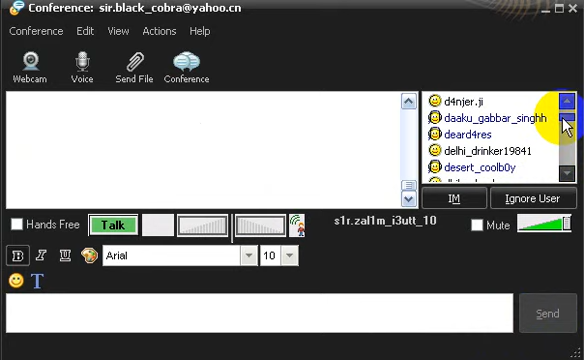 Conference: sir.black_cobra@yahoo.cn
Conference Edit View Actions Help
Webcam Voice Send File Conference
d4njer.ji
daaku_gabbar_singhh
deard4res
delhi_drinker19841
desert_coolb0y
IM Ignore User
Hands Free Talk s1r.zal1m_i3utt_10 Mute
B I U Arial 10
T
Send